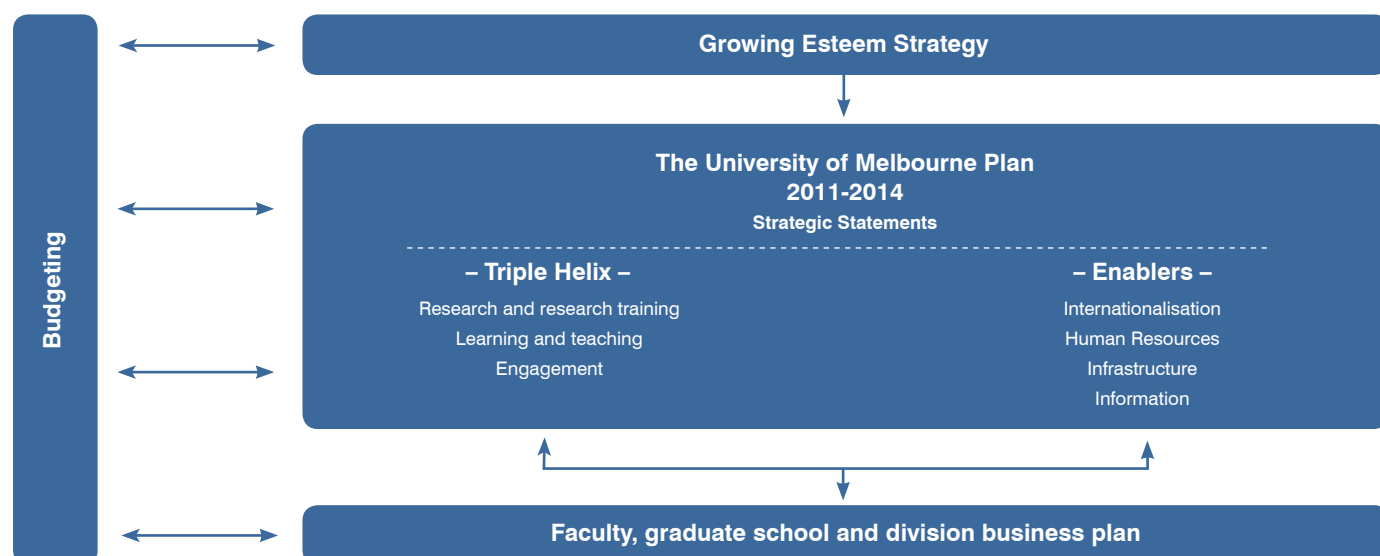 Budgeting
Growing Esteem Strategy
The University of Melbourne Plan
2011-2014
Strategic Statements
– Triple Helix –
Research and research training
Learning and teaching
Engagement
– Enablers –
Internationalisation
Human Resources
Infrastructure
Information
Faculty, graduate school and division business plan